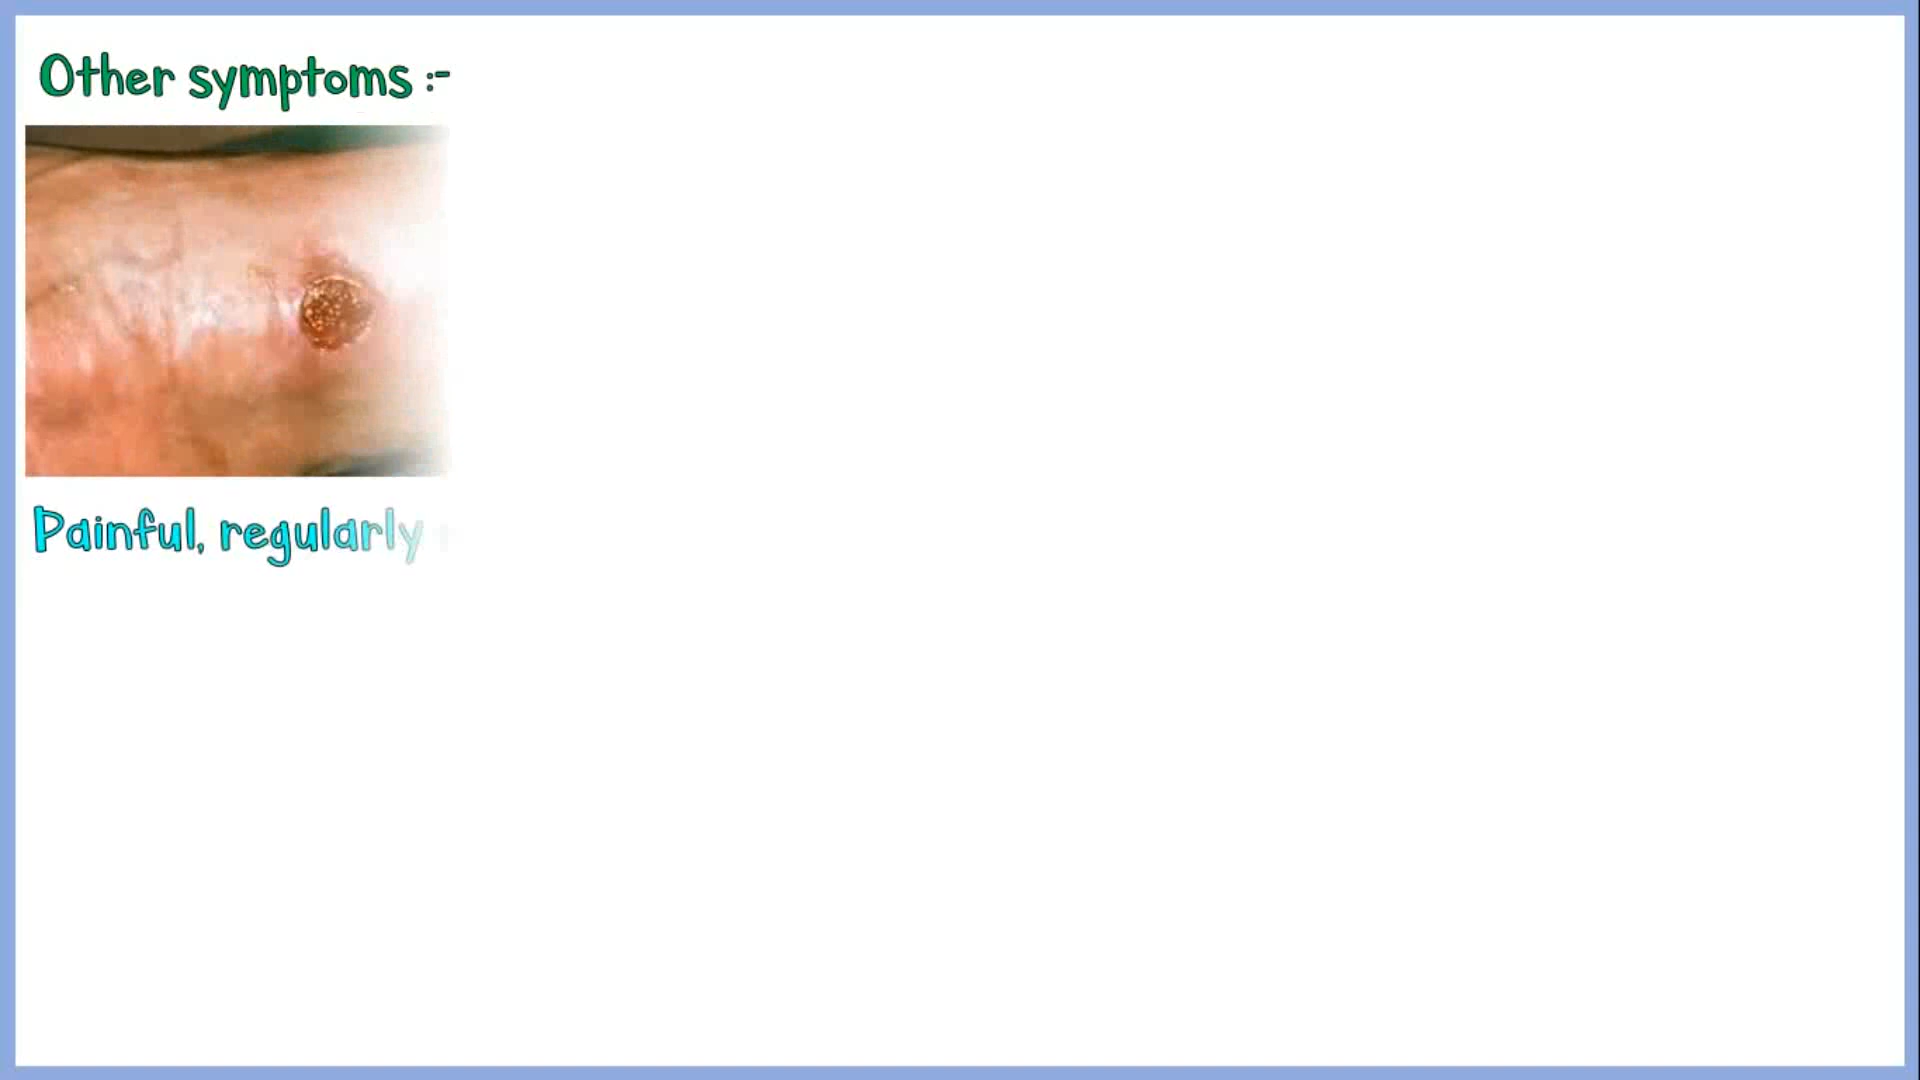 Other symptoms :-
Painful, regularly